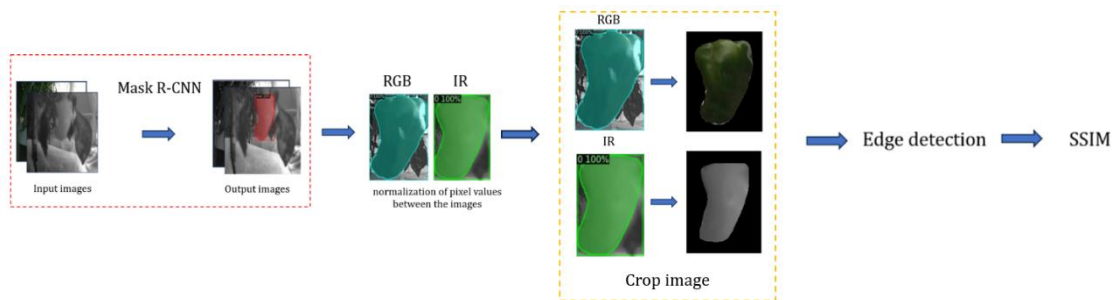 Mask R-CNN
Input images
Output images
RGB
IR
0 100%
normalization of pixel values
between the images
RGB
IR
0 100%
Crop image
Edge detection
SSIM